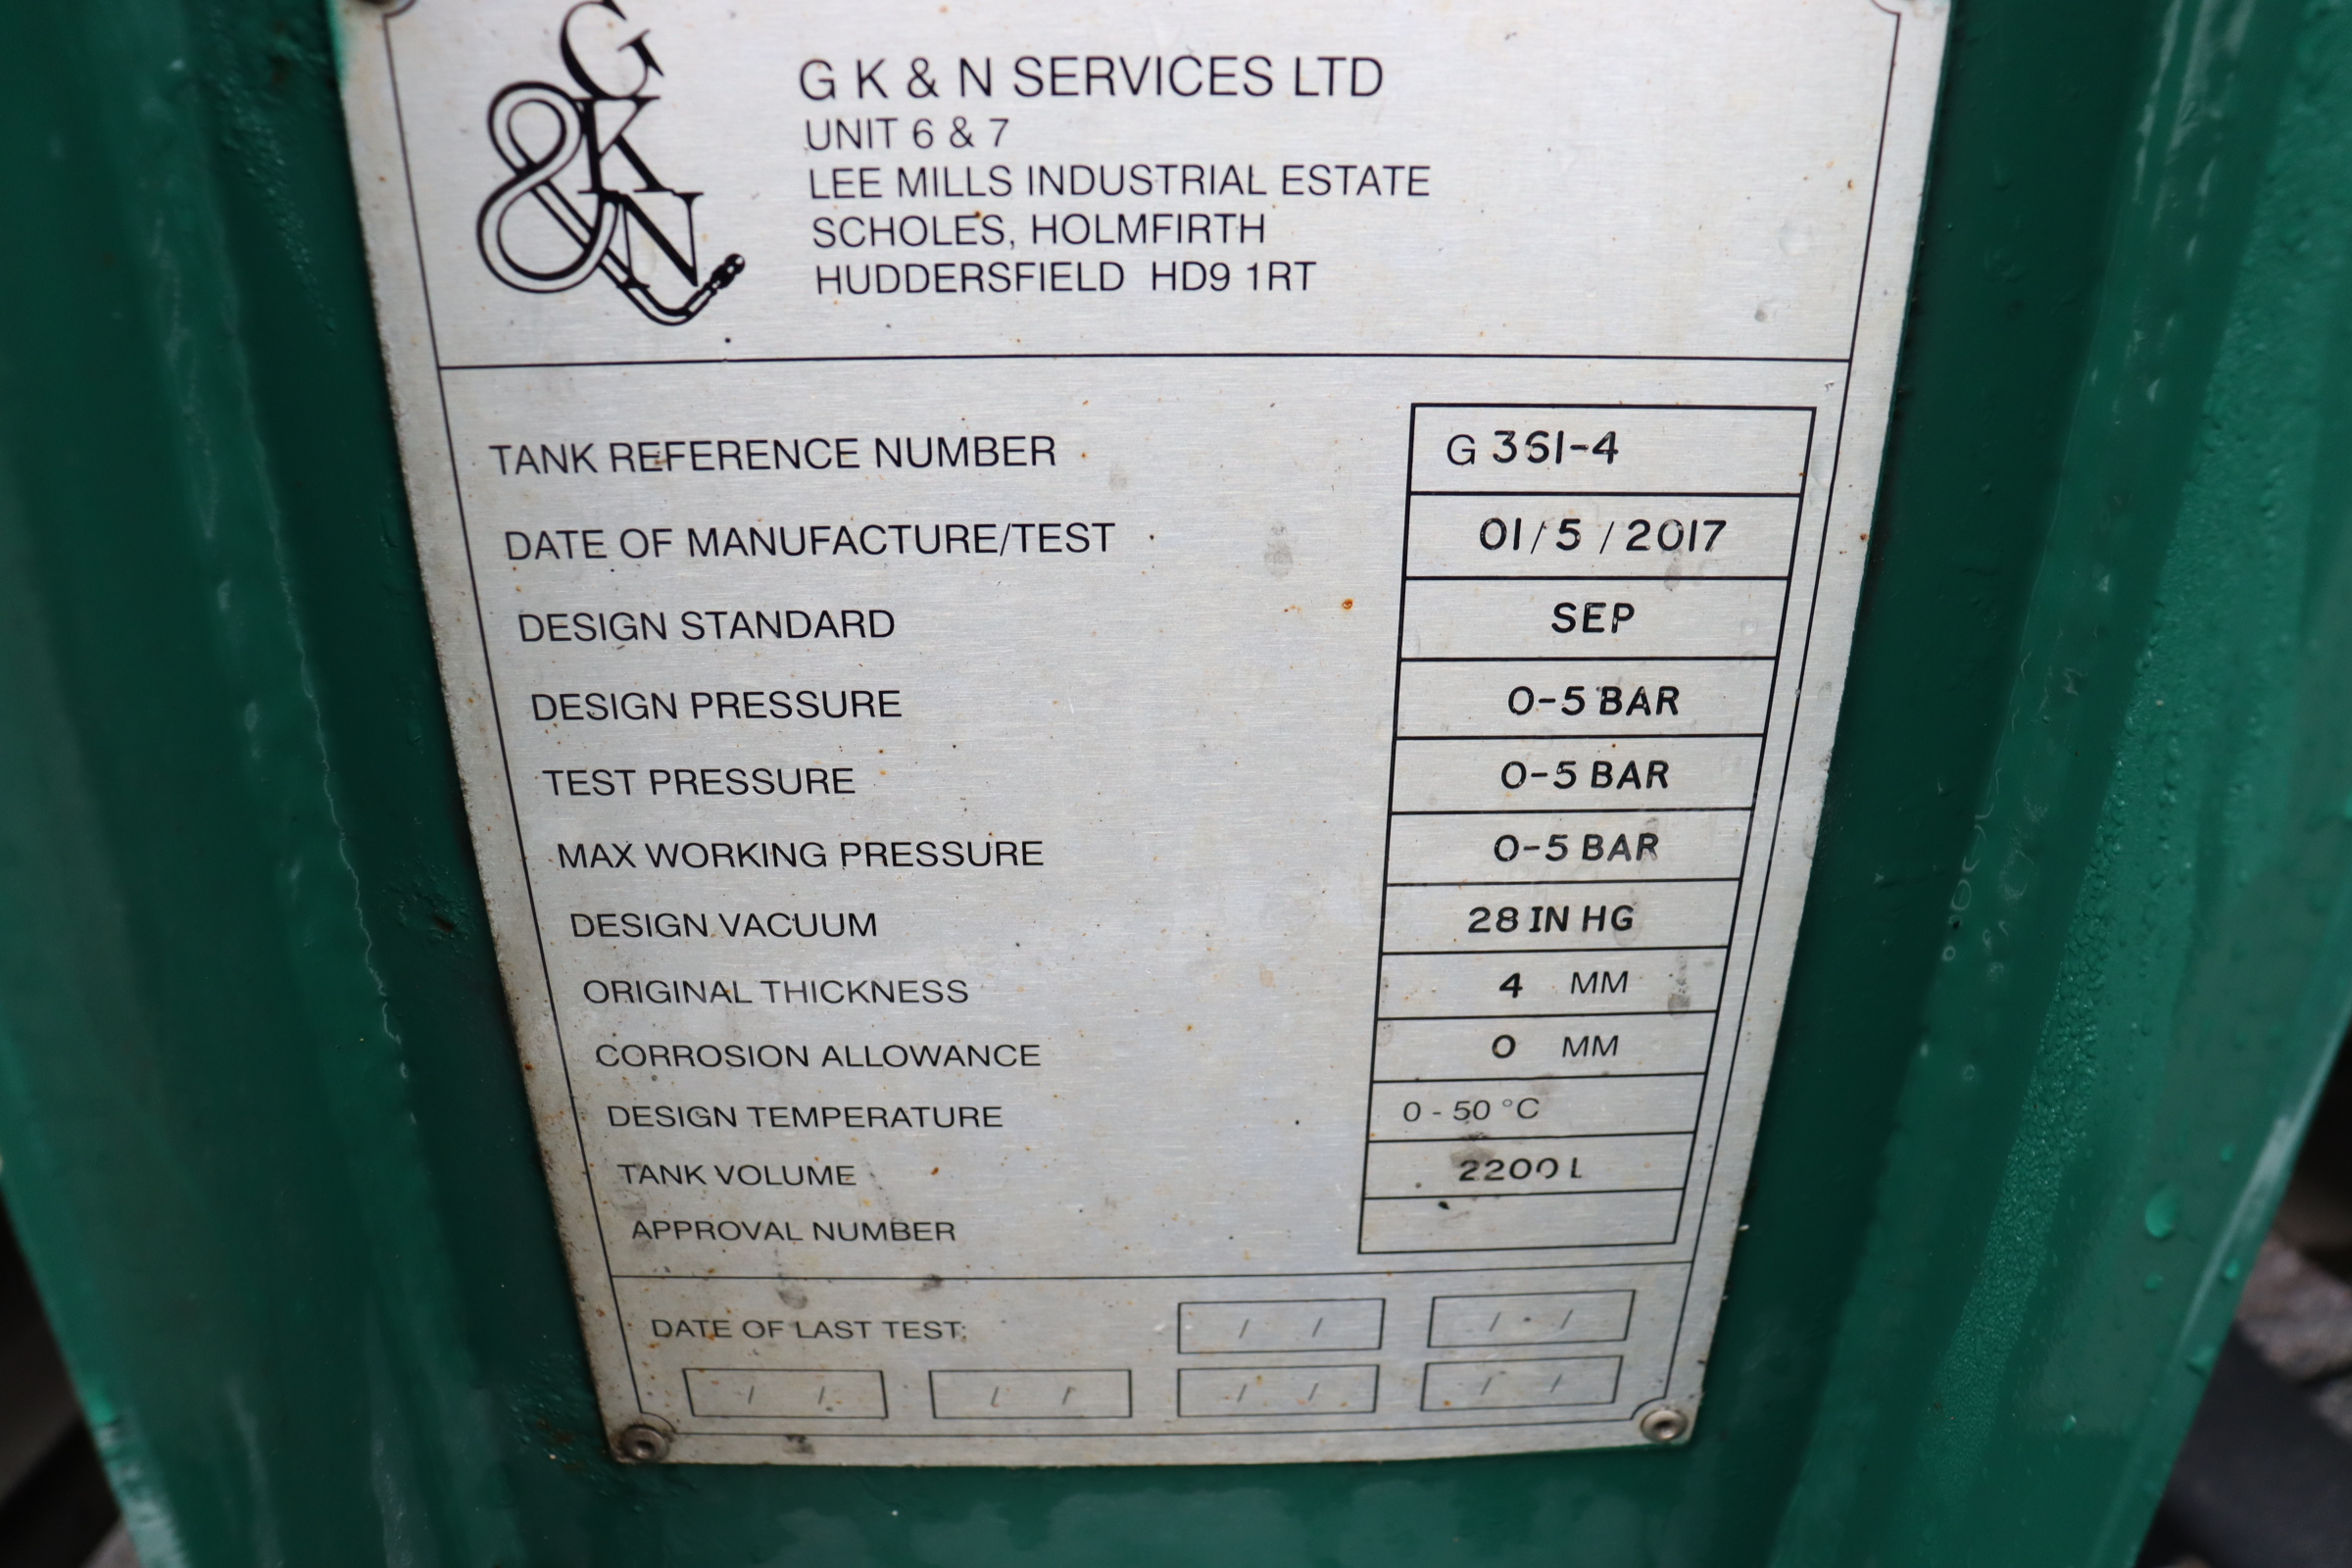 G
&K
N
G K & N SERVICES LTD
UNIT 6 & 7
LEE MILLS INDUSTRIAL ESTATE
SCHOLES, HOLMFIRTH
HUDDERSFIELD HD9 1RT
TANK REFERENCE NUMBER G 361-4
DATE OF MANUFACTURE/TEST 01/5/2017
DESIGN STANDARD SEP
DESIGN PRESSURE 0-5 BAR
TEST PRESSURE 0-5 BAR
MAX WORKING PRESSURE 0-5 BAR
DESIGN VACUUM 28 IN HG
ORIGINAL THICKNESS 4 MM
CORROSION ALLOWANCE 0 MM
DESIGN TEMPERATURE 0 - 50 °C
TANK VOLUME 2200 L
APPROVAL NUMBER
DATE OF LAST TEST: / / / /
/ / / / / / / /